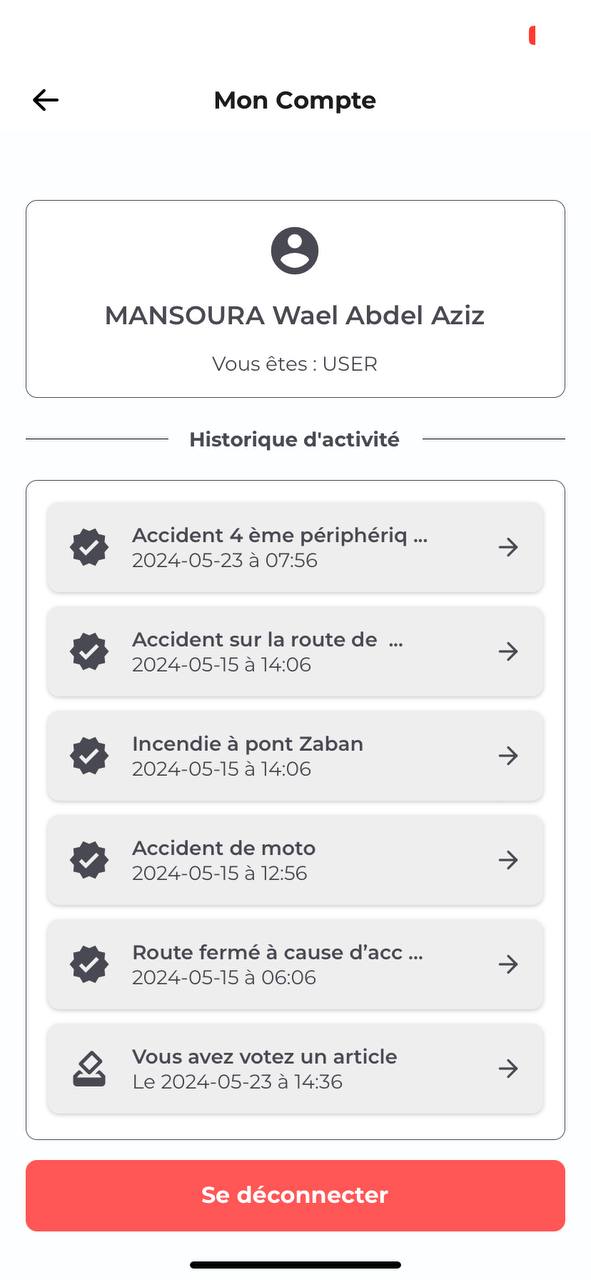 Mon Compte
MANSOURA Wael Abdel Aziz
Vous êtes : USER
Historique d'activité
Accident 4 ème périphériq ...
2024-05-23 à 07:56
Accident sur la route de ...
2024-05-15 à 14:06
Incendie à pont Zaban
2024-05-15 à 14:06
Accident de moto
2024-05-15 à 12:56
Route fermé à cause d’acc ...
2024-05-15 à 06:06
Vous avez votez un article
Le 2024-05-23 à 14:36
Se déconnecter